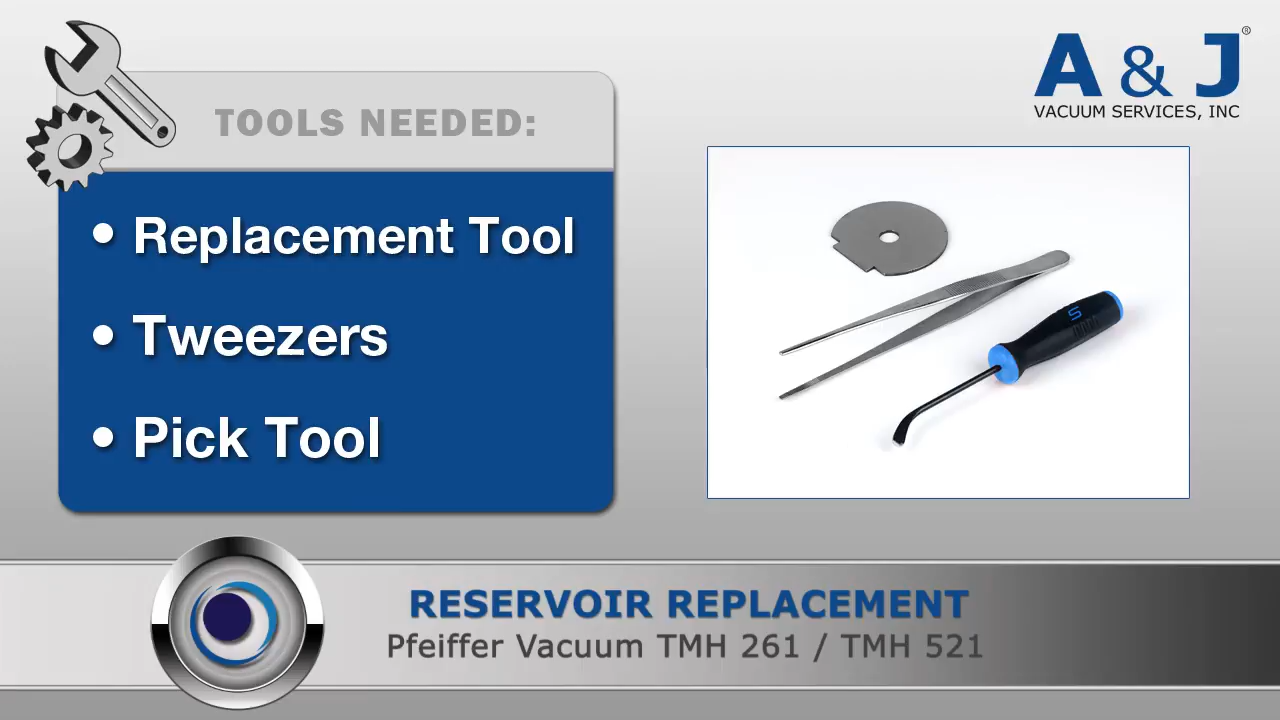 A & J®
VACUUM SERVICES, INC
TOOLS NEEDED:
• Replacement Tool
• Tweezers
• Pick Tool
S
RESERVOIR REPLACEMENT
Pfeiffer Vacuum TMH 261 / TMH 521